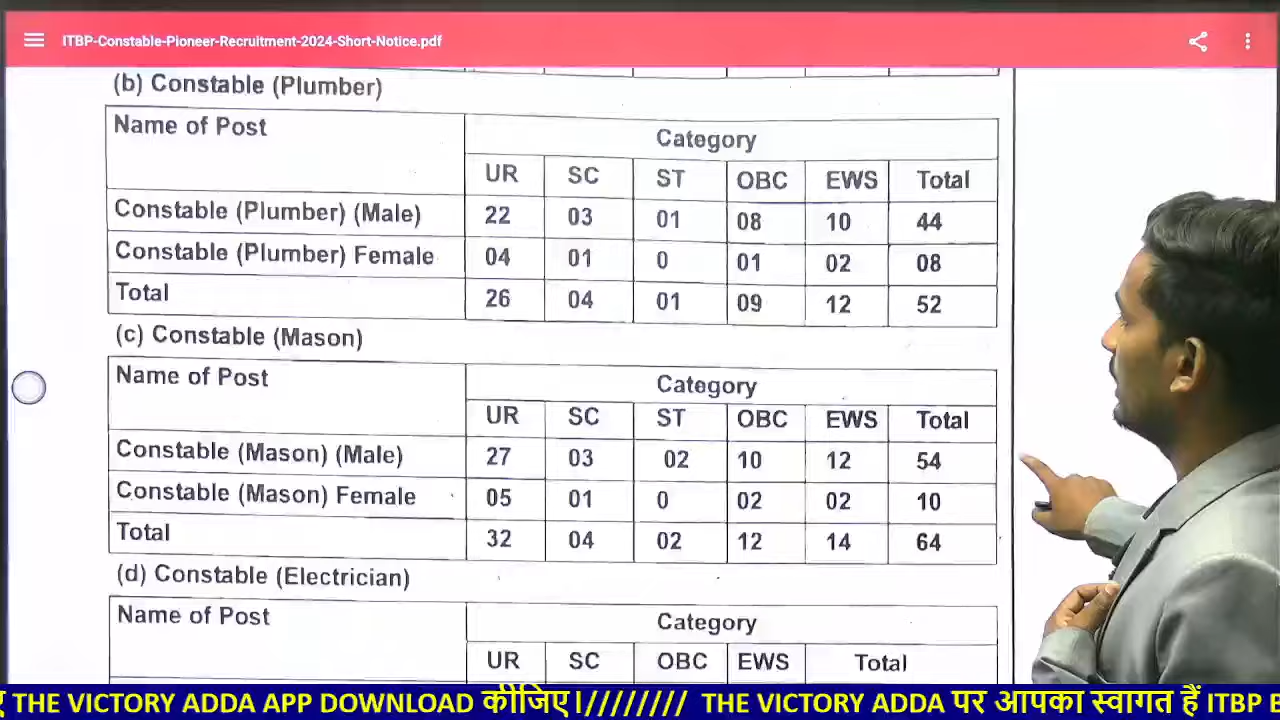 ITBP-Constable-Pioneer-Recruitment-2024-Short-Notice.pdf
(b) Constable (Plumber)
Name of Post Category
UR SC ST OBC EWS Total
Constable (Plumber) (Male) 22 03 01 08 10 44
Constable (Plumber) Female 04 01 0 01 02 08
Total 26 04 01 09 12 52
(c) Constable (Mason)
Name of Post Category
UR SC ST OBC EWS Total
Constable (Mason) (Male) 27 03 02 10 12 54
Constable (Mason) Female 05 01 0 02 02 10
Total 32 04 02 12 14 64
(d) Constable (Electrician)
Name of Post Category
UR SC OBC EWS Total
THE VICTORY ADDA APP DOWNLOAD कीजिए।//////// THE VICTORY ADDA पर आपका स्वागत हैं ITBP